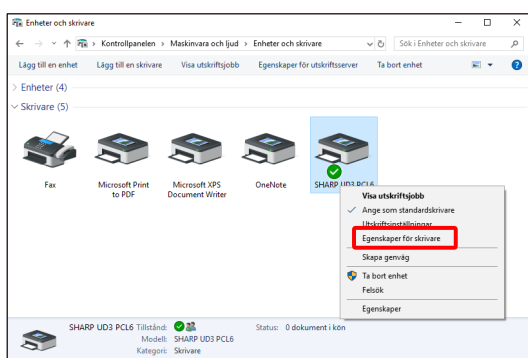 Enheter och skrivare
Kontrollpanelen › Maskinvara och ljud › Enheter och skrivare
Sök i Enheter och skrivare
Lägg till en enhet Lägg till en skrivare Visa utskriftsjobb Egenskaper för utskriftsserver Ta bort enhet
Enheter (4)
Skrivare (5)
Fax
Microsoft Print
to PDF
Microsoft XPS
Document Writer
OneNote
SHARP UD3 PCL6
Visa utskriftsjobb
Ange som standardskrivare
Utskriftsinställningar
Egenskaper för skrivare
Skapa genväg
Ta bort enhet
Felsök
Egenskaper
SHARP UD3 PCL6 Tillstånd: Status: 0 dokument i kön
Modell: SHARP UD3 PCL6
Kategori: Skrivare